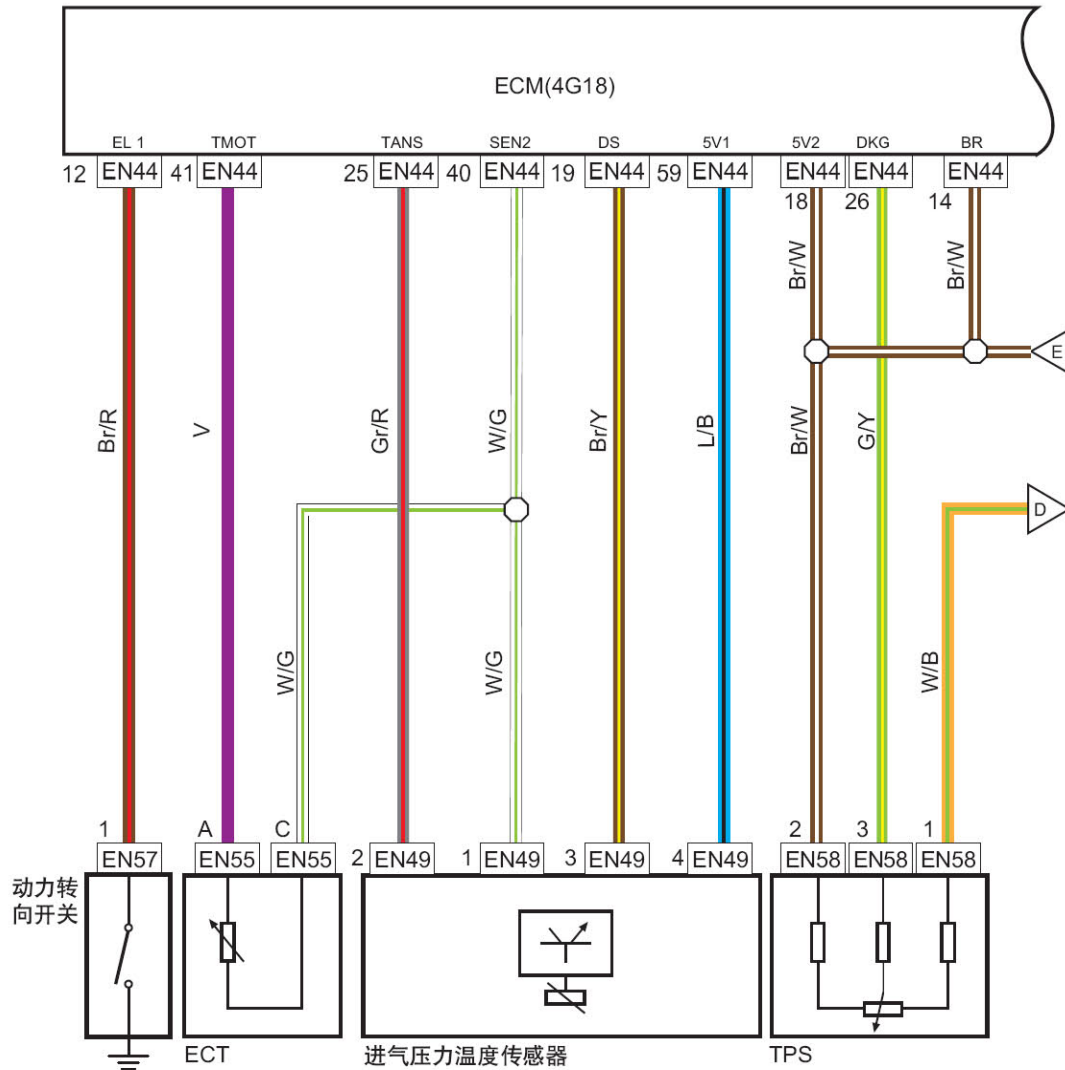 ECM(4G18)
EL 1 TMOT TANS SEN2 DS 5V1 5V2 DKG BR
12 EN44 41 EN44 25 EN44 40 EN44 19 EN44 59 EN44 EN44 EN44 EN44
18 26 14
Br/W Br/W
E
Br/R V Gr/R W/G Br/Y L/B Br/W G/Y
D
W/G W/G W/B
1 A C 2 3 1
EN57 EN55 EN55 2 EN49 1 EN49 3 EN49 4 EN49 EN58 EN58 EN58
动力转
向开关
ECT 进气压力温度传感器 TPS